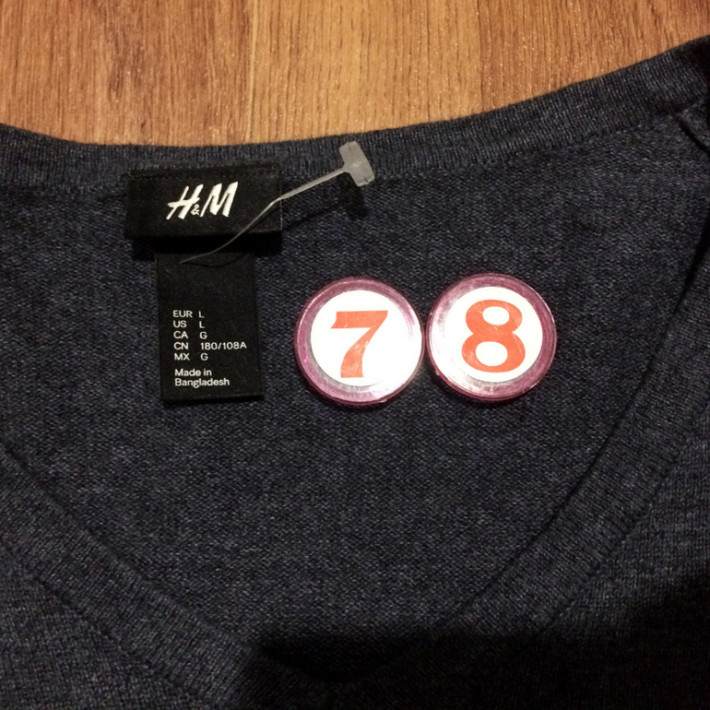 H&M
EUR L
US L
CA G
CN 180/108A
MX G
Made in
Bangladesh
7 8